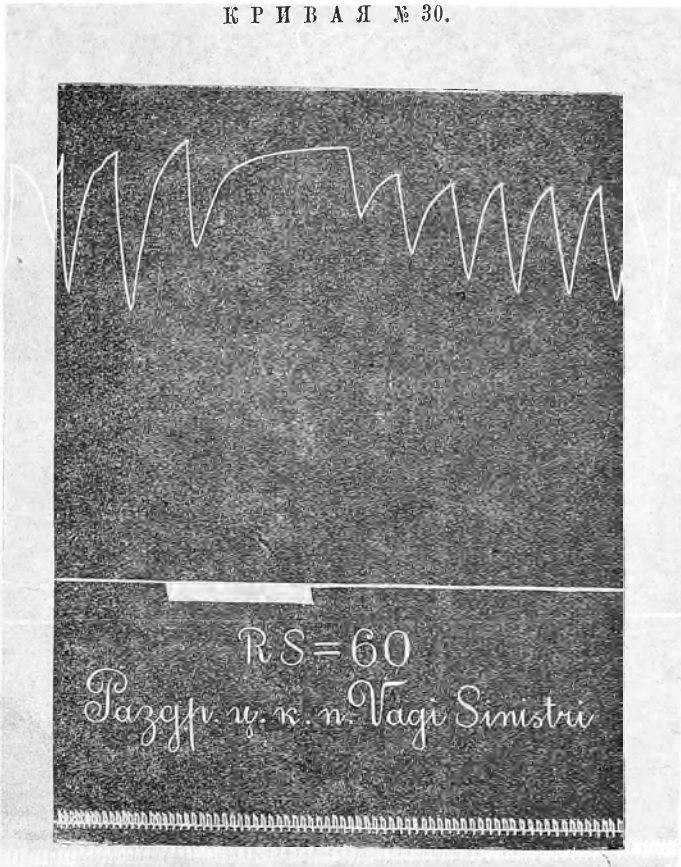 КРИВАЯ № 30.
RS=60
Раздр. ц. к. п. Vagi Sinistri